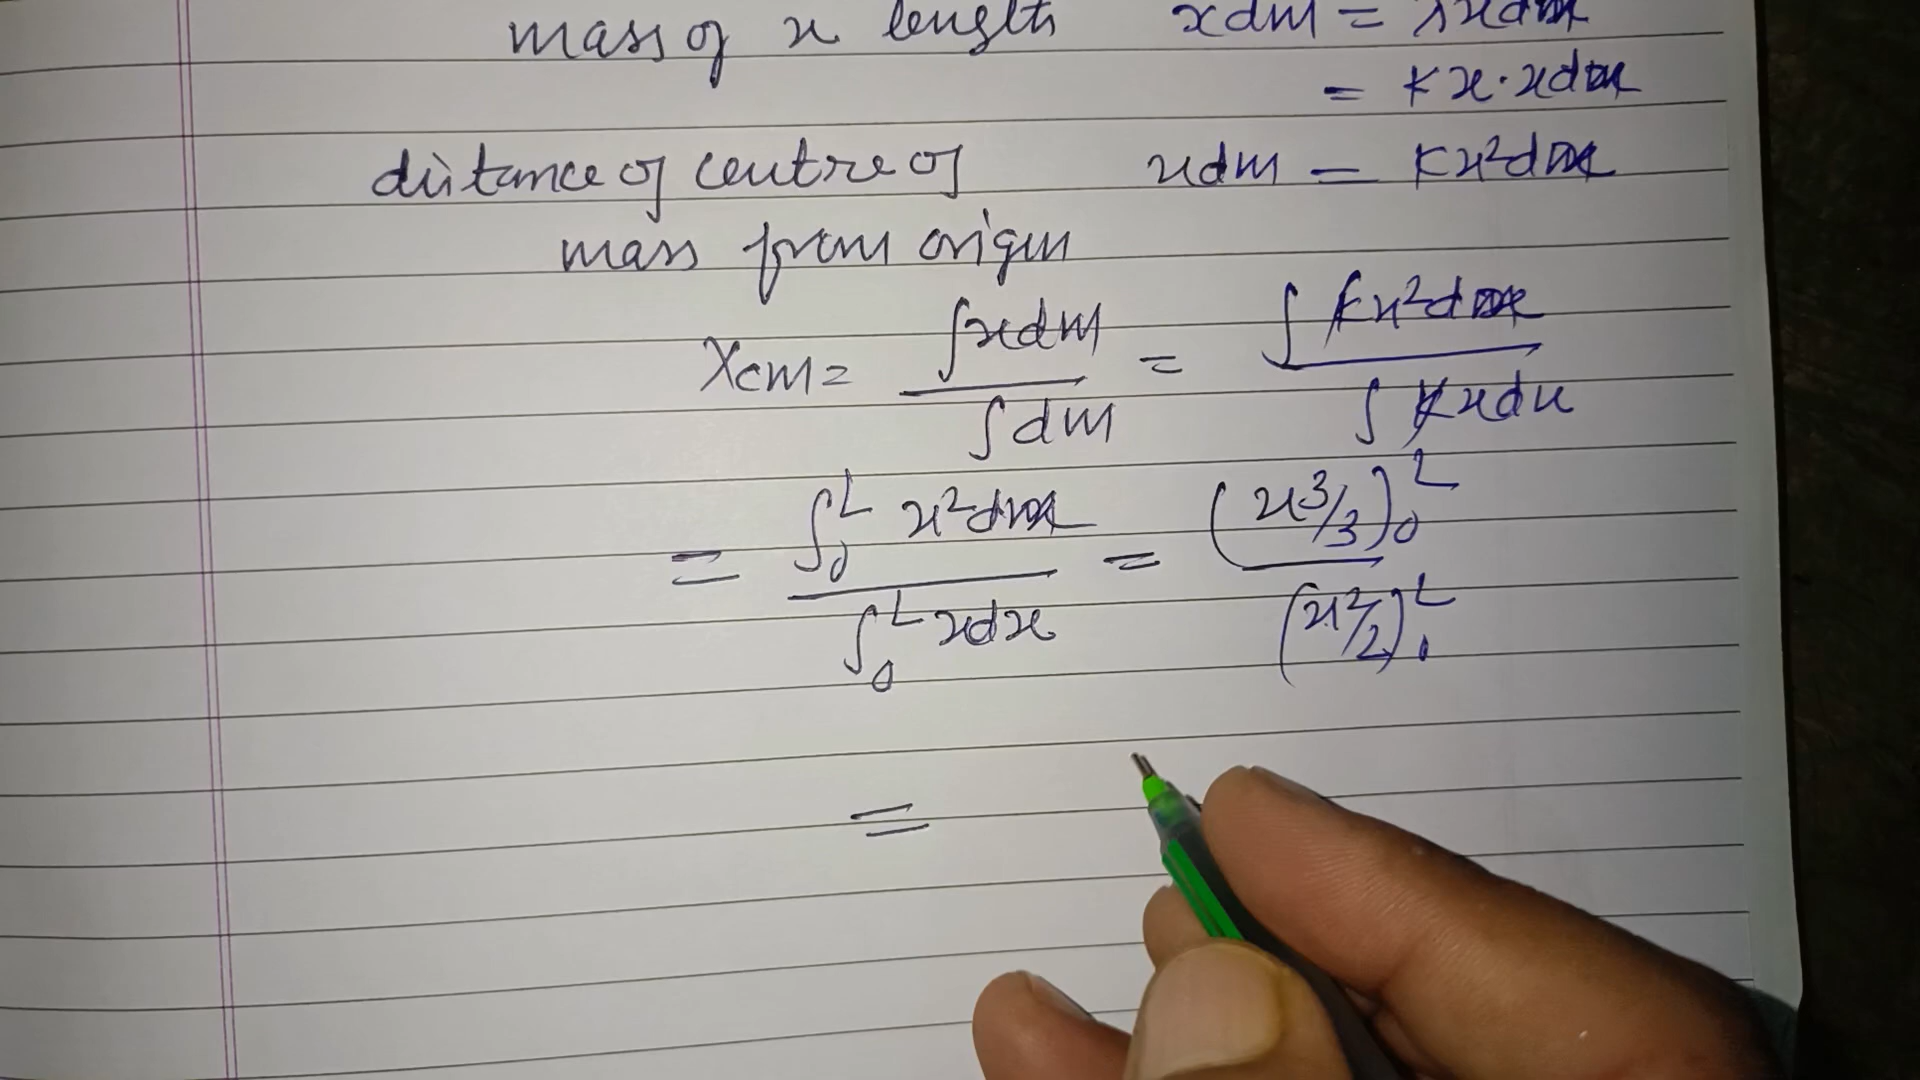 mass of x length xdm = λxdx
= Kx·xdx
distance of centre of xdm = Kx²dx
mass from origin
Xcm = ∫xdm / ∫dm = ∫Kx²dx / ∫Kxdx
= ∫₀ᴸ x²dx / ∫₀ᴸ xdx = (x³/3)₀ᴸ / (x²/2)₀ᴸ
=